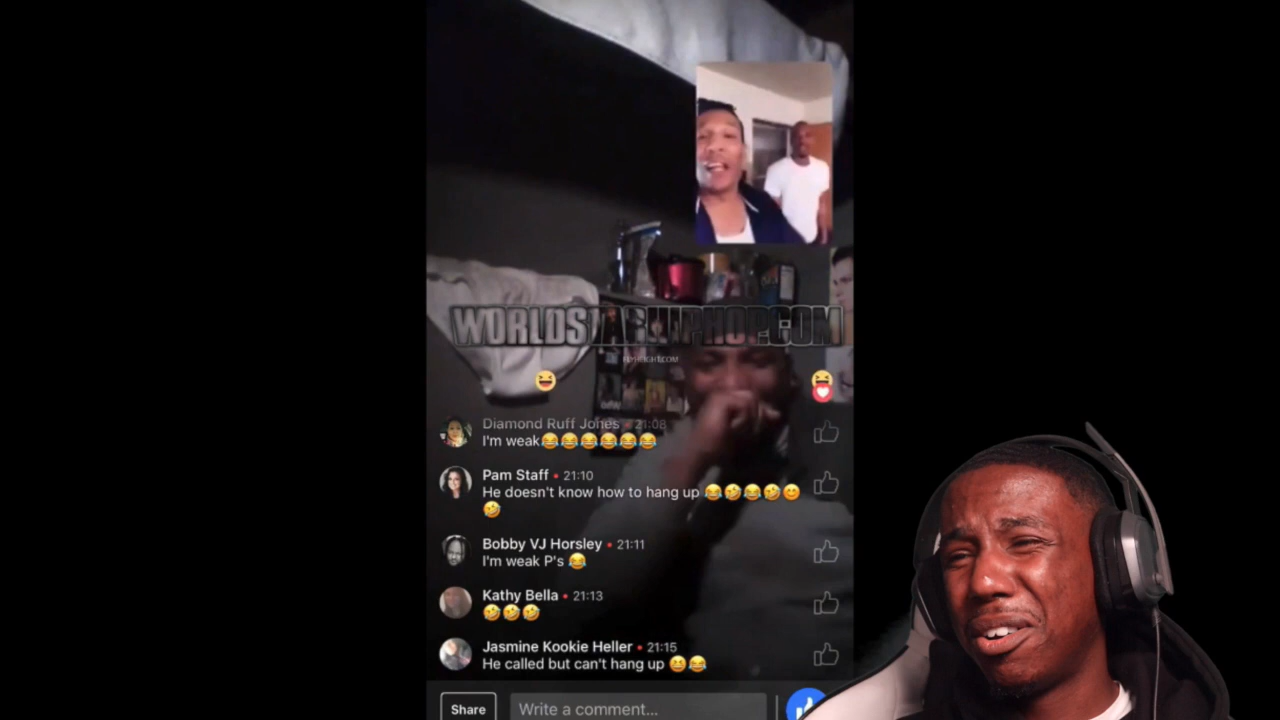 WORLDSTARHIPHOP.COM
FLYHEIGHT.COM
Diamond Ruff Jones • 21:08
I'm weak😂😂😂😂😂😂
Pam Staff • 21:10
He doesn't know how to hang up 😂🤣😂🤣😊
🤣
Bobby VJ Horsley • 21:11
I'm weak P's 😂
Kathy Bella • 21:13
🤣🤣🤣
Jasmine Kookie Heller • 21:15
He called but can't hang up 😆😂
Share
Write a comment...